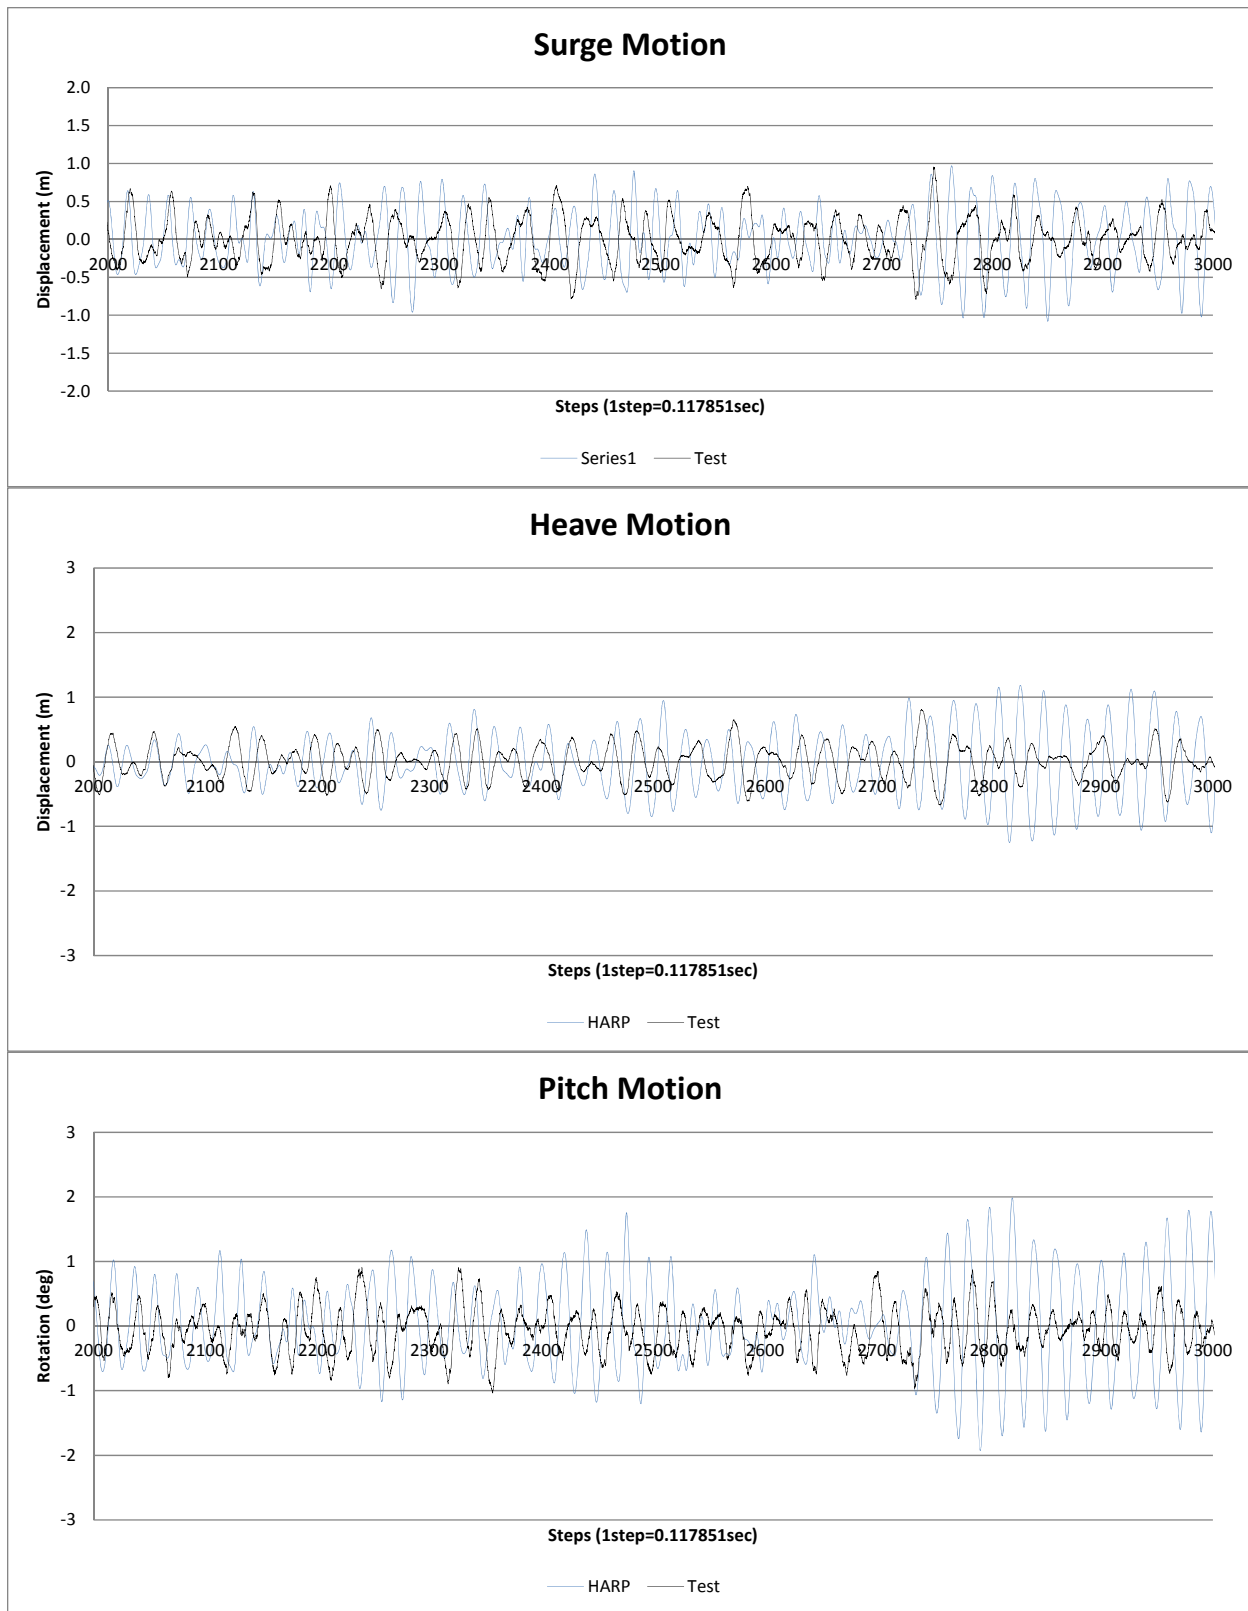 Surge Motion
2.0
1.5
1.0
0.5
0.0
-0.5
-1.0
-1.5
-2.0
Displacement (m)
2000 2100 2200 2300 2400 2500 2600 2700 2800 2900 3000
Steps (1step=0.117851sec)
Series1 Test
Heave Motion
3
2
1
0
-1
-2
-3
Displacement (m)
2000 2100 2200 2300 2400 2500 2600 2700 2800 2900 3000
Steps (1step=0.117851sec)
HARP Test
Pitch Motion
3
2
1
0
-1
-2
-3
Rotation (deg)
2000 2100 2200 2300 2400 2500 2600 2700 2800 2900 3000
Steps (1step=0.117851sec)
HARP Test